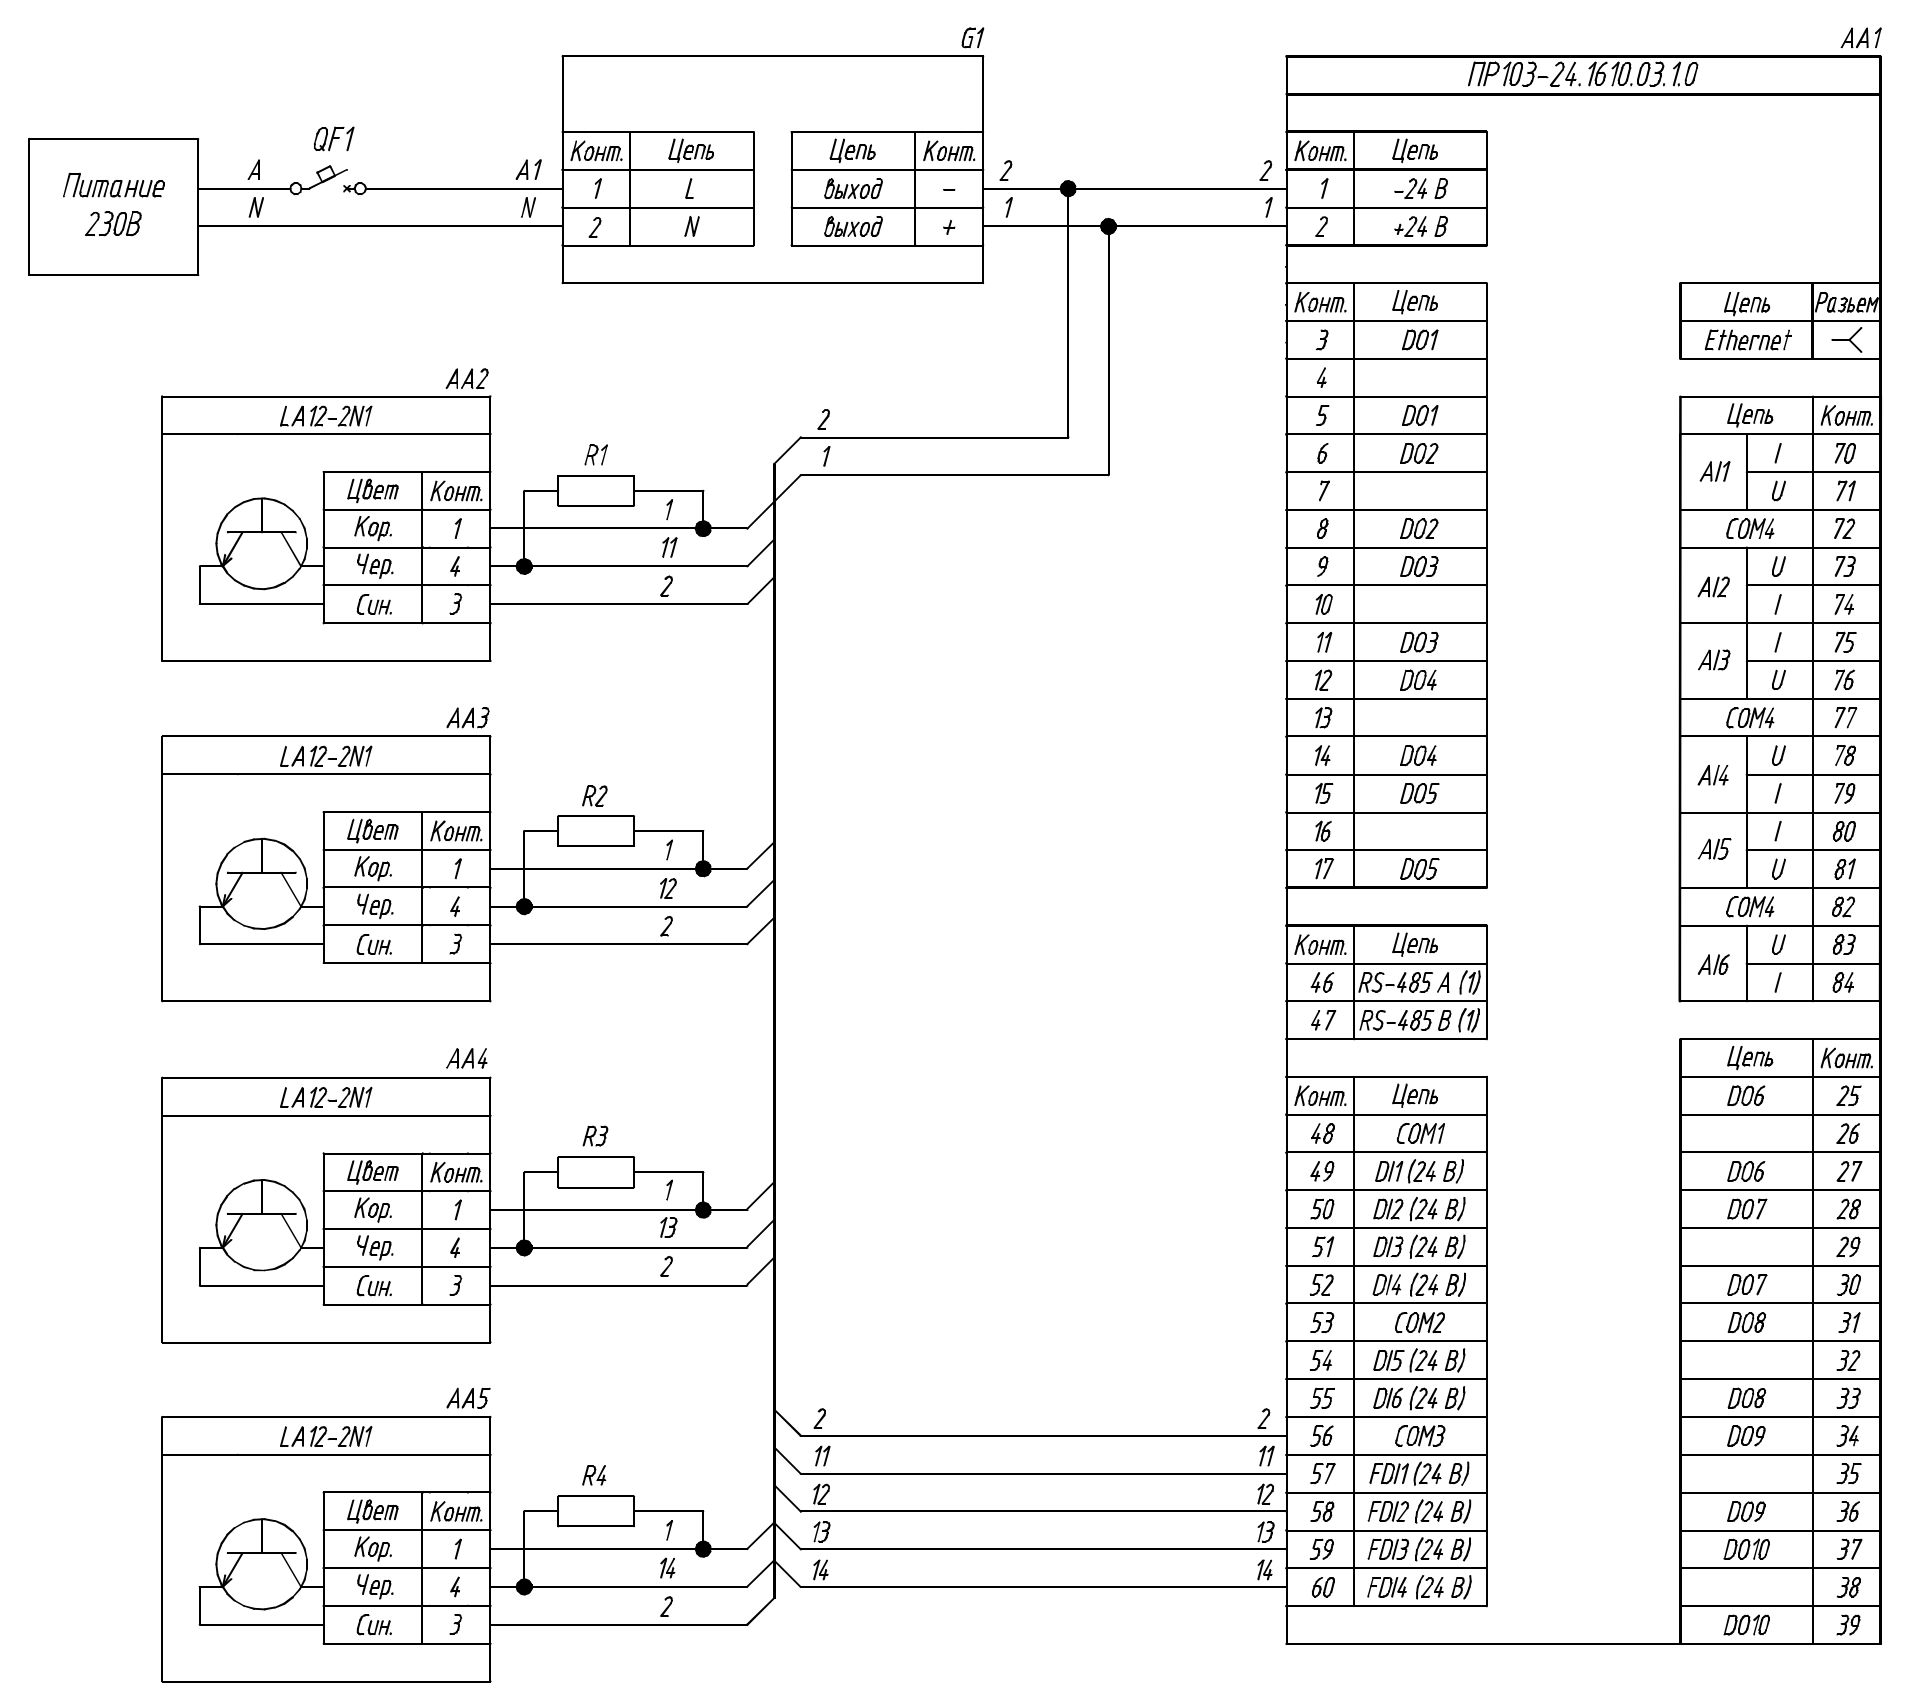 G1
AA1
ПР103-24.1610.03.1.0
Питание
230В
A
QF1
A1
N
N
Конт. Цепь
1 L
2 N
Цепь Конт.
выход -
выход +
2
1
2
1
Конт. Цепь
1 -24 В
2 +24 В
Конт. Цепь
3 DO1
4
5 DO1
6 DO2
7
8 DO2
9 DO3
10
11 DO3
12 DO4
13
14 DO4
15 DO5
16
17 DO5
Конт. Цепь
46 RS-485 A (1)
47 RS-485 B (1)
Конт. Цепь
48 COM1
49 DI1 (24 В)
50 DI2 (24 В)
51 DI3 (24 В)
52 DI4 (24 В)
53 COM2
54 DI5 (24 В)
55 DI6 (24 В)
56 COM3
57 FDI1 (24 В)
58 FDI2 (24 В)
59 FDI3 (24 В)
60 FDI4 (24 В)
Цепь Разьем
Ethernet
Цепь Конт.
AI1 I 70
U 71
COM4 72
AI2 U 73
I 74
AI3 I 75
U 76
COM4 77
AI4 U 78
I 79
AI5 I 80
U 81
COM4 82
AI6 U 83
I 84
Цепь Конт.
DO6 25
26
DO6 27
DO7 28
29
DO7 30
DO8 31
32
DO8 33
DO9 34
35
DO9 36
DO10 37
38
DO10 39
AA2
LA12-2N1
Цвет Конт.
Кор. 1
Чер. 4
Син. 3
R1
1
11
2
2
1
AA3
LA12-2N1
Цвет Конт.
Кор. 1
Чер. 4
Син. 3
R2
1
12
2
AA4
LA12-2N1
Цвет Конт.
Кор. 1
Чер. 4
Син. 3
R3
1
13
2
AA5
LA12-2N1
Цвет Конт.
Кор. 1
Чер. 4
Син. 3
R4
1
14
2
2 2
11 11
12 12
13 13
14 14